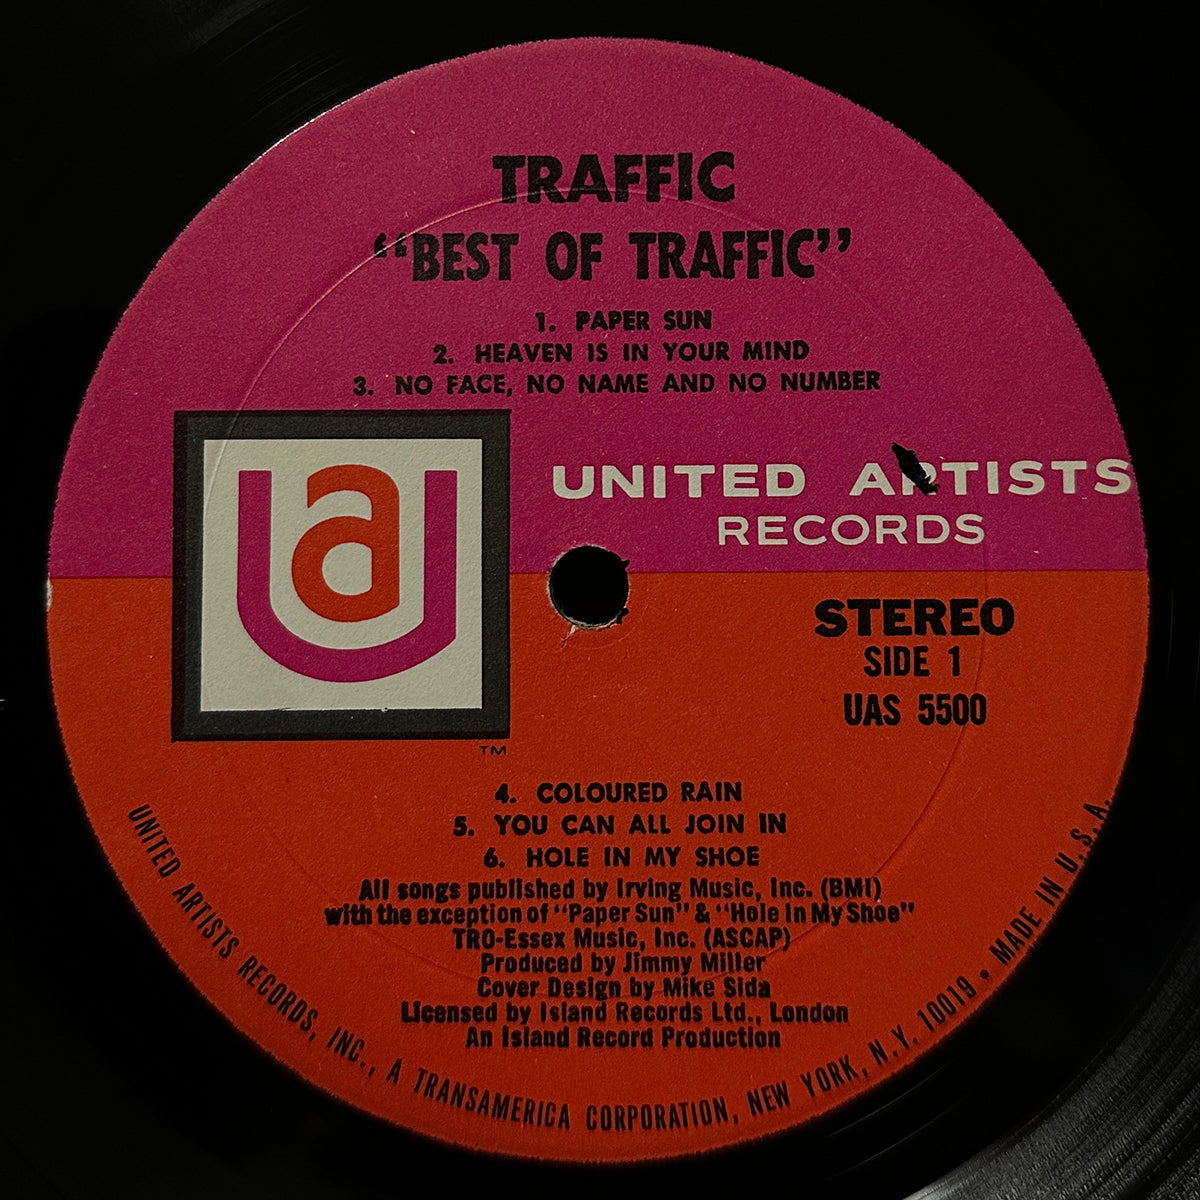 TRAFFIC
“BEST OF TRAFFIC”
1. PAPER SUN
2. HEAVEN IS IN YOUR MIND
3. NO FACE, NO NAME AND NO NUMBER
ua
TM
UNITED ARTISTS
RECORDS
STEREO
SIDE 1
UAS 5500
4. COLOURED RAIN
5. YOU CAN ALL JOIN IN
6. HOLE IN MY SHOE
All songs published by Irving Music, Inc. (BMI)
with the exception of "Paper Sun" & "Hole In My Shoe"
TRO-Essex Music, Inc. (ASCAP)
Produced by Jimmy Miller
Cover Design by Mike Sida
Licensed by Island Records Ltd., London
An Island Record Production
UNITED ARTISTS RECORDS, INC., A TRANSAMERICA CORPORATION, NEW YORK, N.Y. 10019 • MADE IN U.S.A.